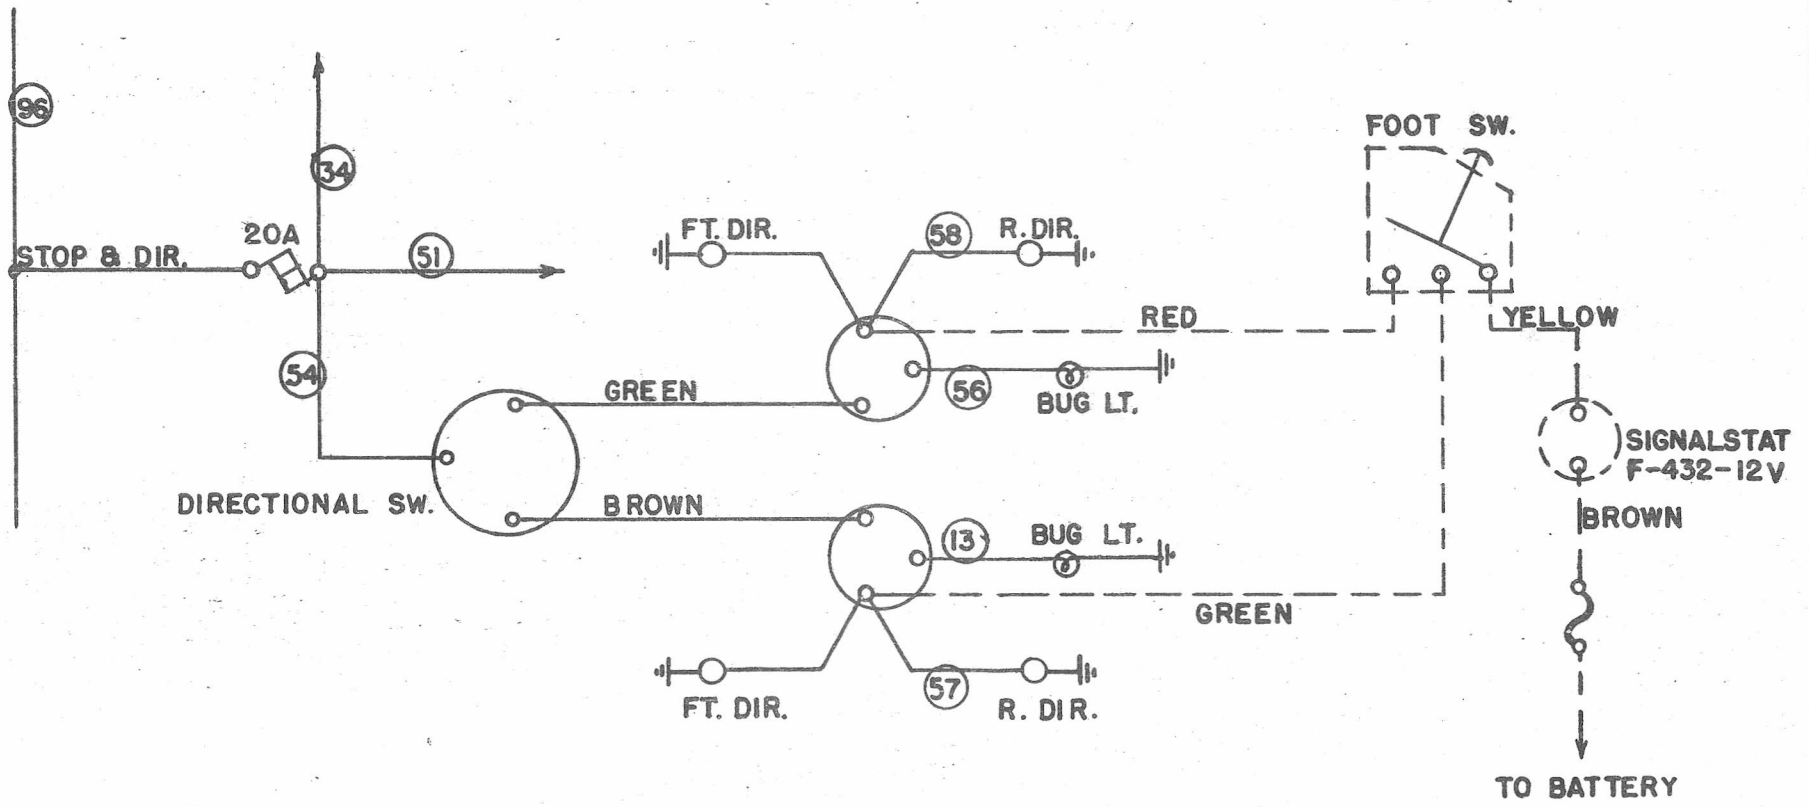 96
34
FOOT SW.
20A
STOP & DIR.
51
FT. DIR.
58
R. DIR.
RED
YELLOW
54
GREEN
56
BUG LT.
SIGNALSTAT
F-432-12V
DIRECTIONAL SW.
BROWN
13
BUG LT.
BROWN
GREEN
57
FT. DIR.
R. DIR.
TO BATTERY